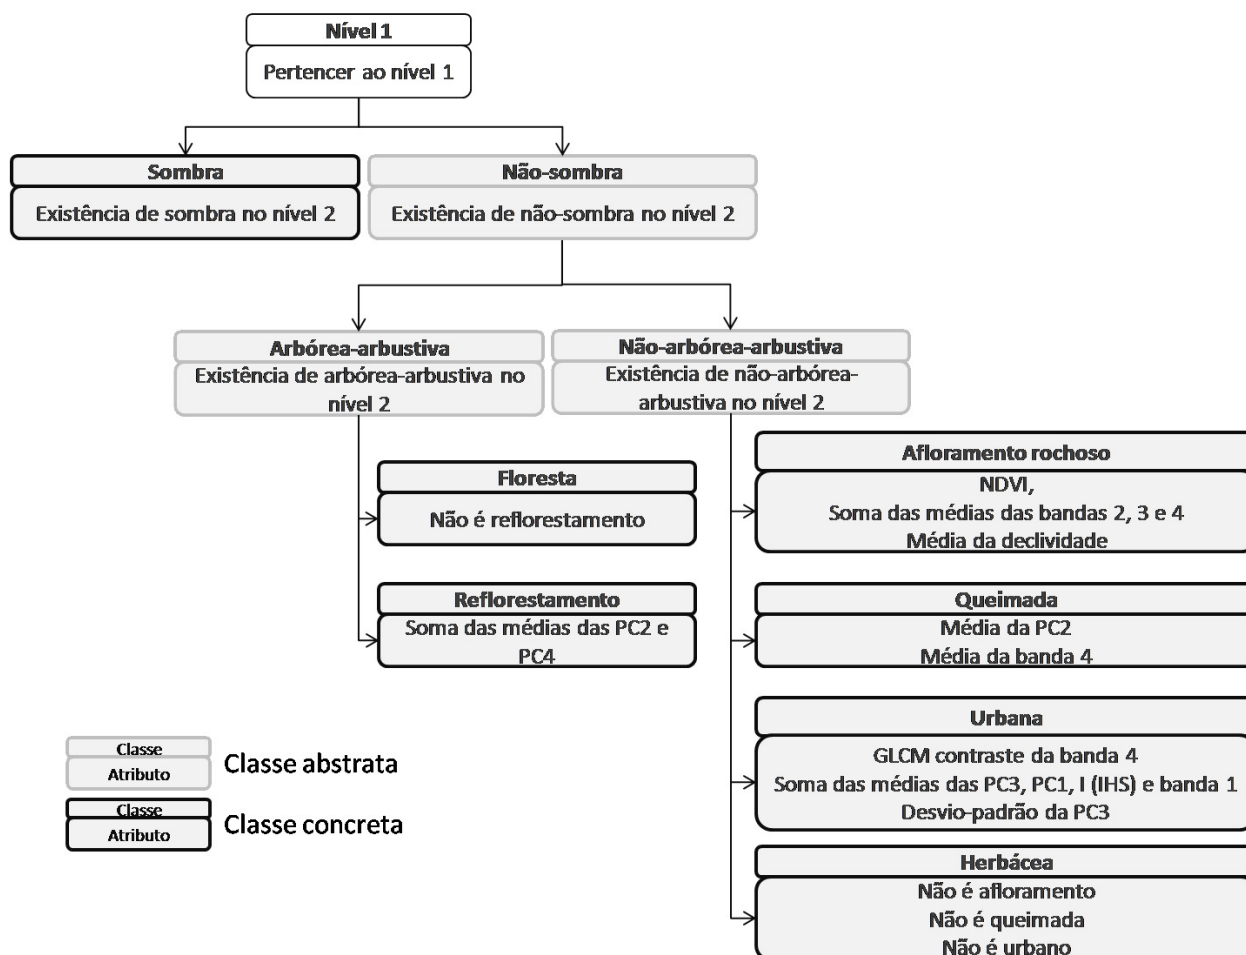 Nível 1
Pertencer ao nível 1
Sombra
Existência de sombra no nível 2
Não-sombra
Existência de não-sombra no nível 2
Arbórea-arbustiva
Existência de arbórea-arbustiva no
nível 2
Não-arbórea-arbustiva
Existência de não-arbórea-
arbustiva no nível 2
Floresta
Não é reflorestamento
Reflorestamento
Soma das médias das PC2 e
PC4
Afloramento rochoso
NDVI,
Soma das médias das bandas 2, 3 e 4
Média da declividade
Queimada
Média da PC2
Média da banda 4
Urbana
GLCM contraste da banda 4
Soma das médias das PC3, PC1, I (IHS) e banda 1
Desvio-padrão da PC3
Herbácea
Não é afloramento
Não é queimada
Não é urbano
Classe
Atributo
Classe abstrata
Classe
Atributo
Classe concreta